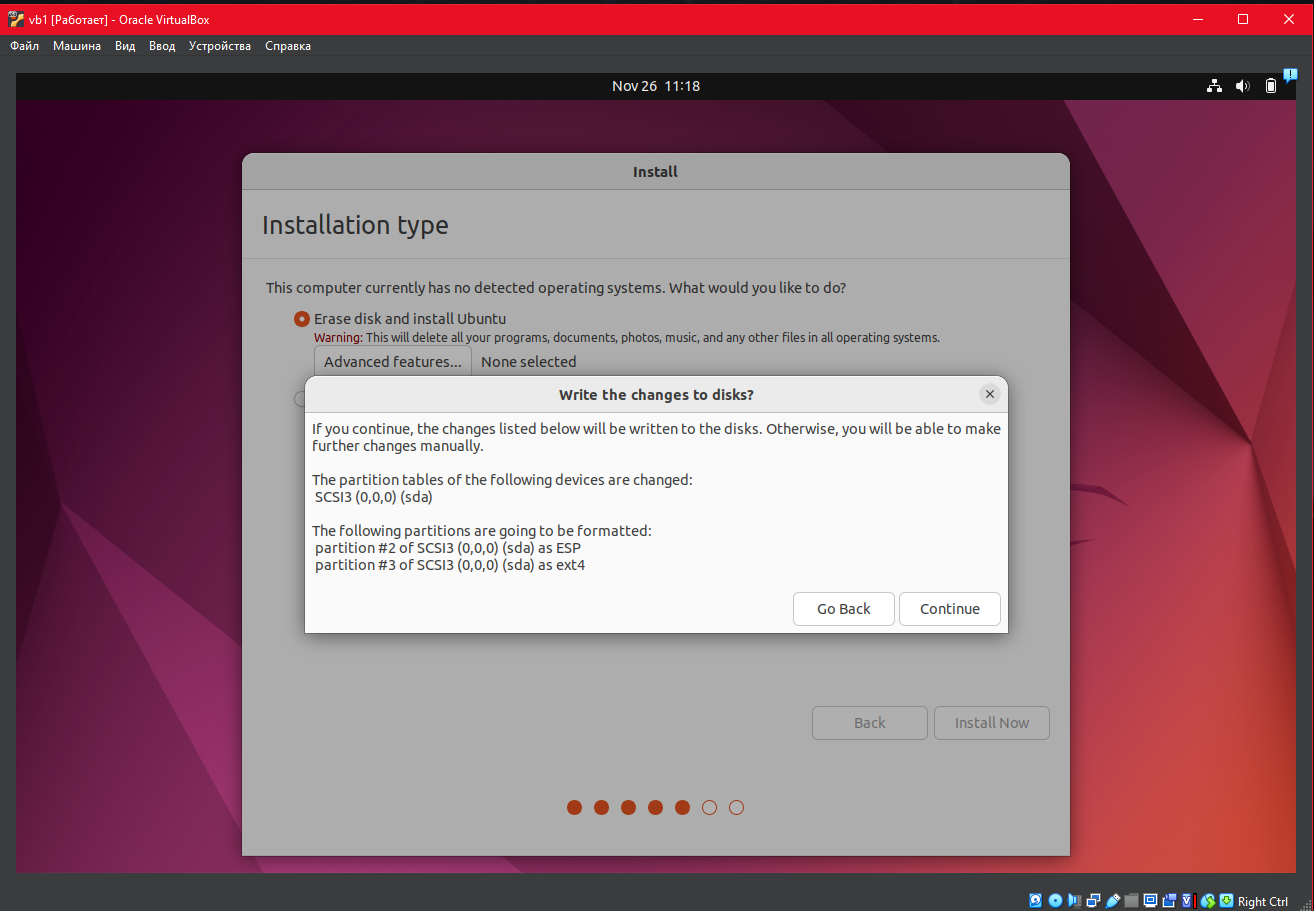 vb1 [Работает] - Oracle VirtualBox
Файл Машина Вид Ввод Устройства Справка
Nov 26 11:18
Install
Installation type
This computer currently has no detected operating systems. What would you like to do?
Erase disk and install Ubuntu
Warning: This will delete all your programs, documents, photos, music, and any other files in all operating systems.
Advanced features... None selected
Write the changes to disks?
If you continue, the changes listed below will be written to the disks. Otherwise, you will be able to make
further changes manually.
The partition tables of the following devices are changed:
SCSI3 (0,0,0) (sda)
The following partitions are going to be formatted:
partition #2 of SCSI3 (0,0,0) (sda) as ESP
partition #3 of SCSI3 (0,0,0) (sda) as ext4
Go Back Continue
Back Install Now
Right Ctrl